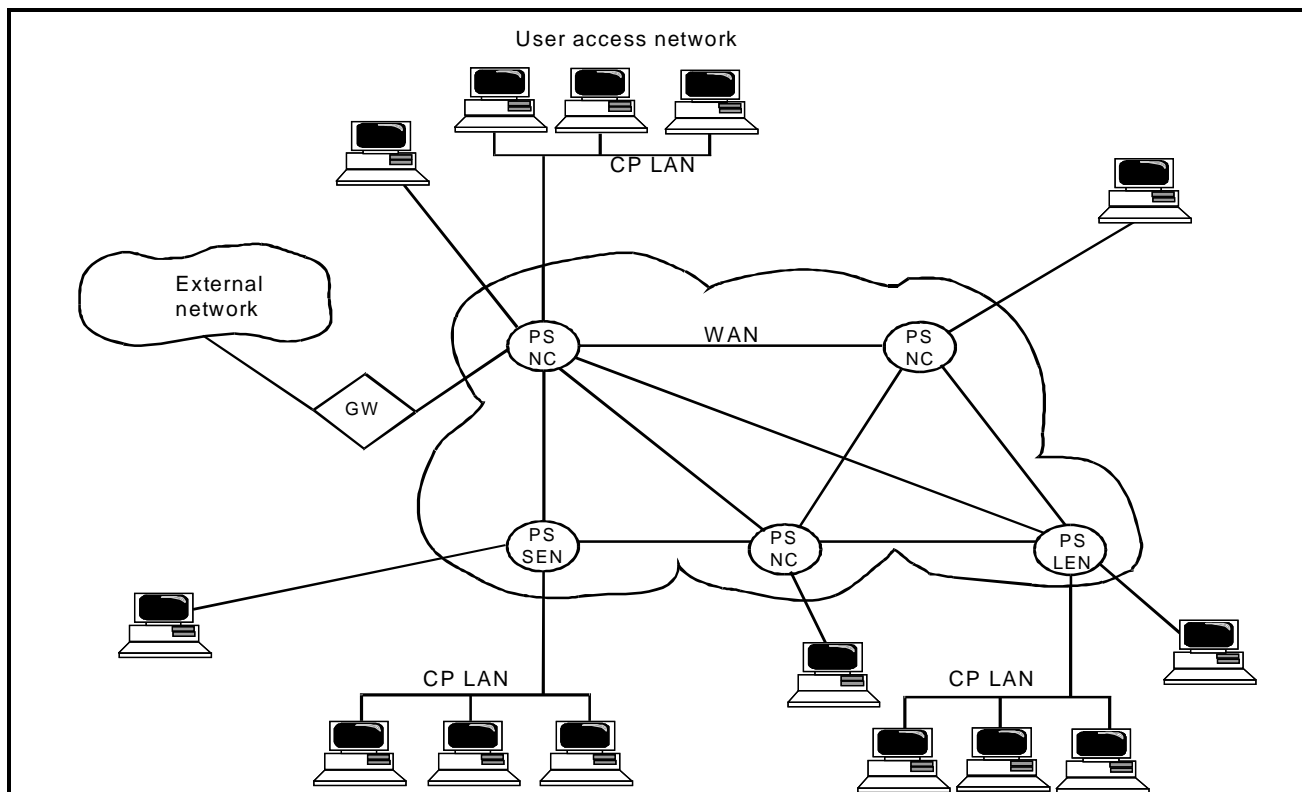 User access network
CP LAN
External
network
PS
NC
WAN
PS
NC
GW
PS
SEN
PS
NC
PS
LEN
CP LAN
CP LAN